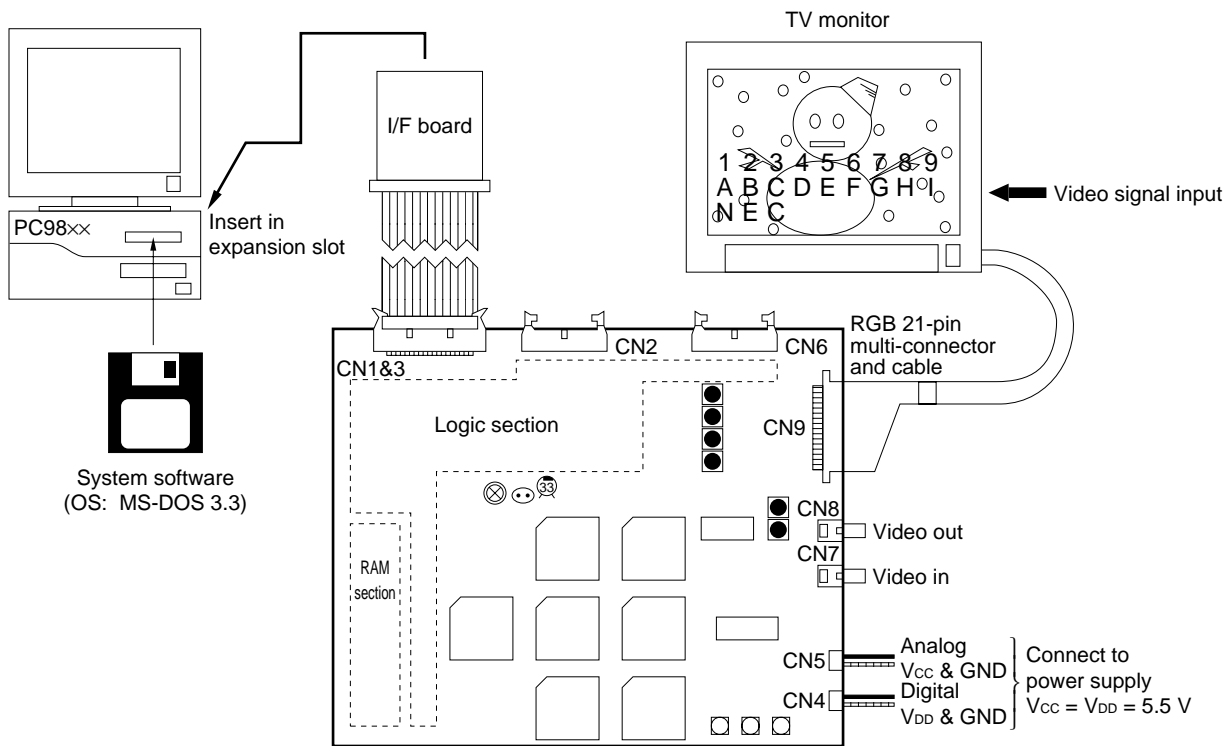 TV monitor
I/F board
1 2 3 4 5 6 7 8 9
A B C D E F G H I
N E C
Video signal input
PC98××
Insert in
expansion slot
RGB 21-pin
multi-connector
and cable
CN1&3
CN2
CN6
Logic section
CN9
System software
(OS: MS-DOS 3.3)
33
CN8
Video out
CN7
Video in
RAM
section
CN5
Analog
VCC & GND
CN4
Digital
VDD & GND
Connect to
power supply
VCC = VDD = 5.5 V